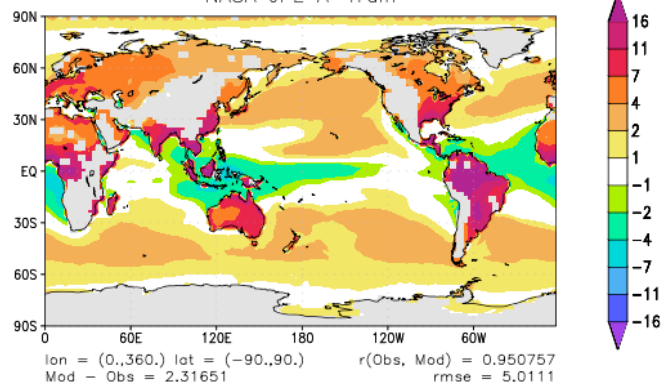 90N
60N
30N
EQ
30S
60S
90S
0
60E
120E
180
120W
60W
16
11
7
4
2
1
−1
−2
−4
−7
−11
−16
lon = (0.,360.) lat = (−90.,90.) r(Obs, Mod) = 0.950757
Mod − Obs = 2.31651 rmse = 5.0111